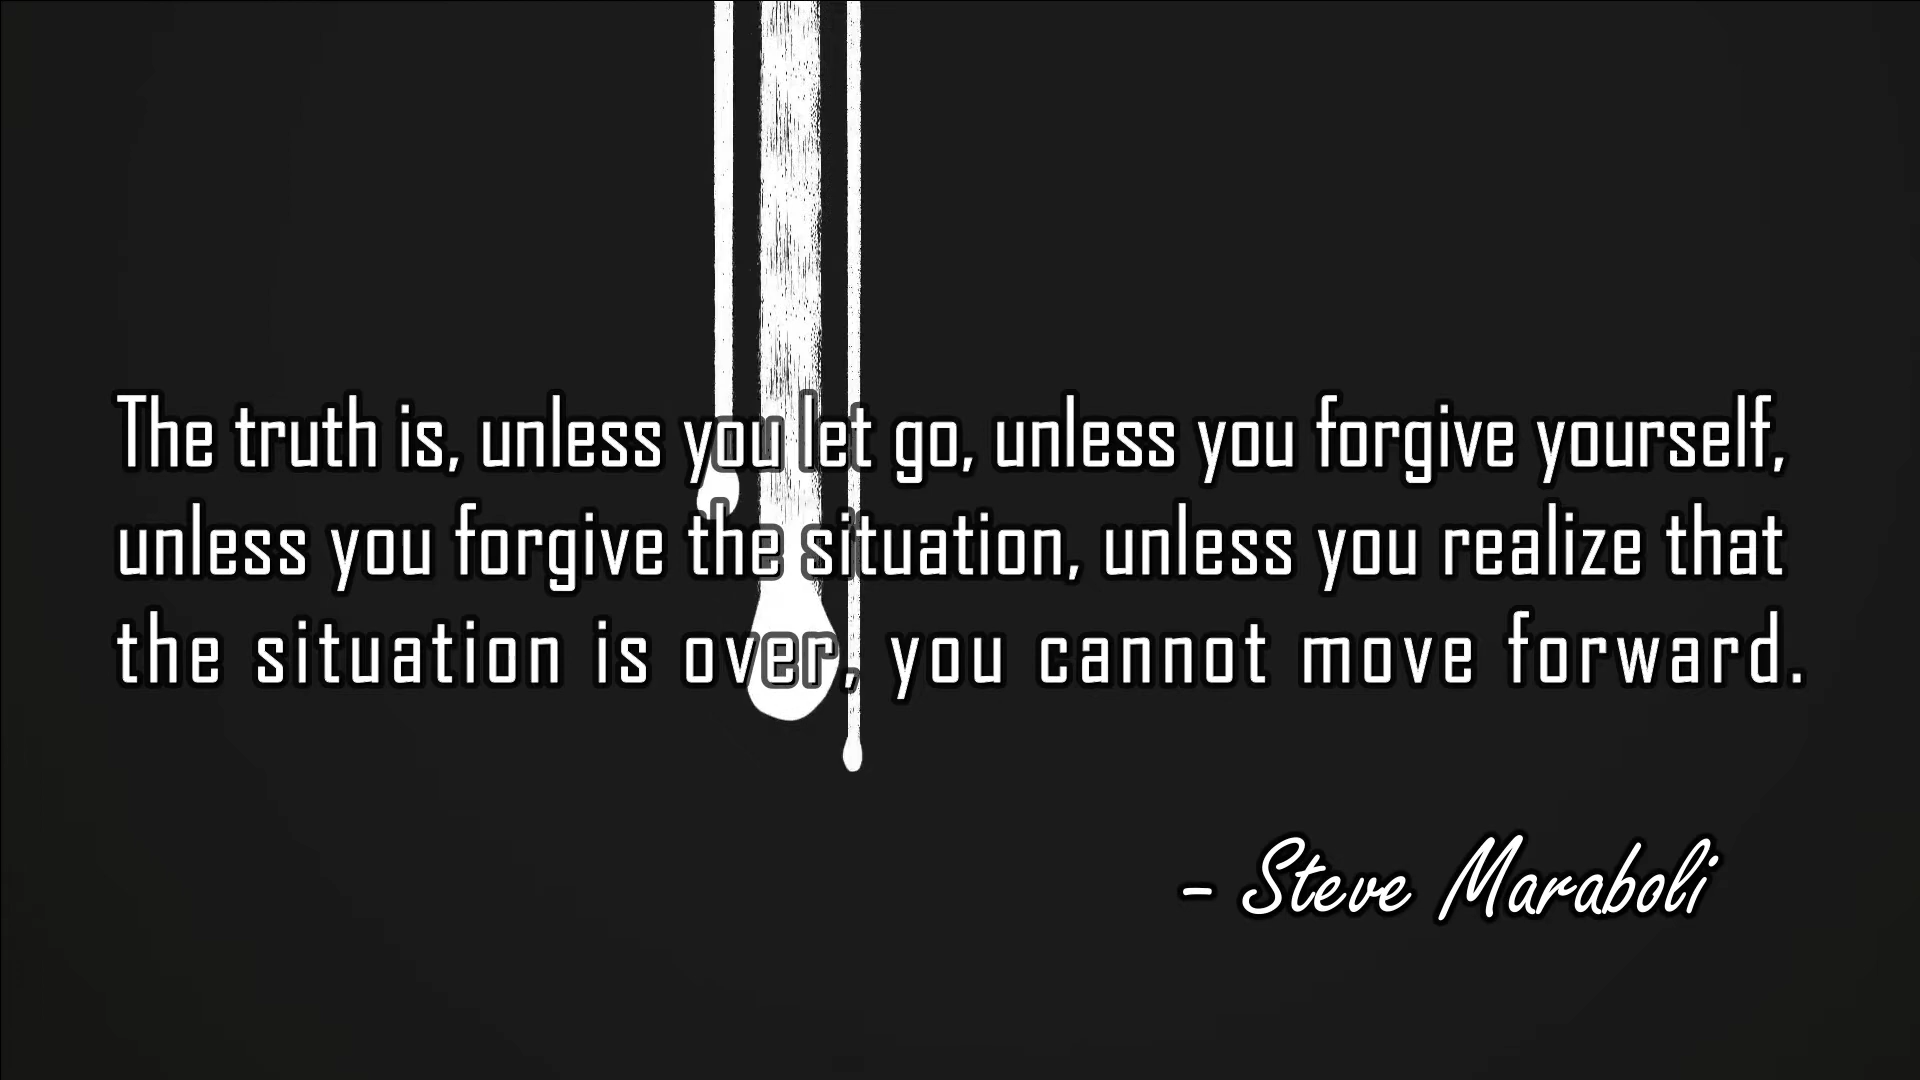 The truth is, unless you let go, unless you forgive yourself,
unless you forgive the situation, unless you realize that
the situation is over, you cannot move forward.
- Steve Maraboli